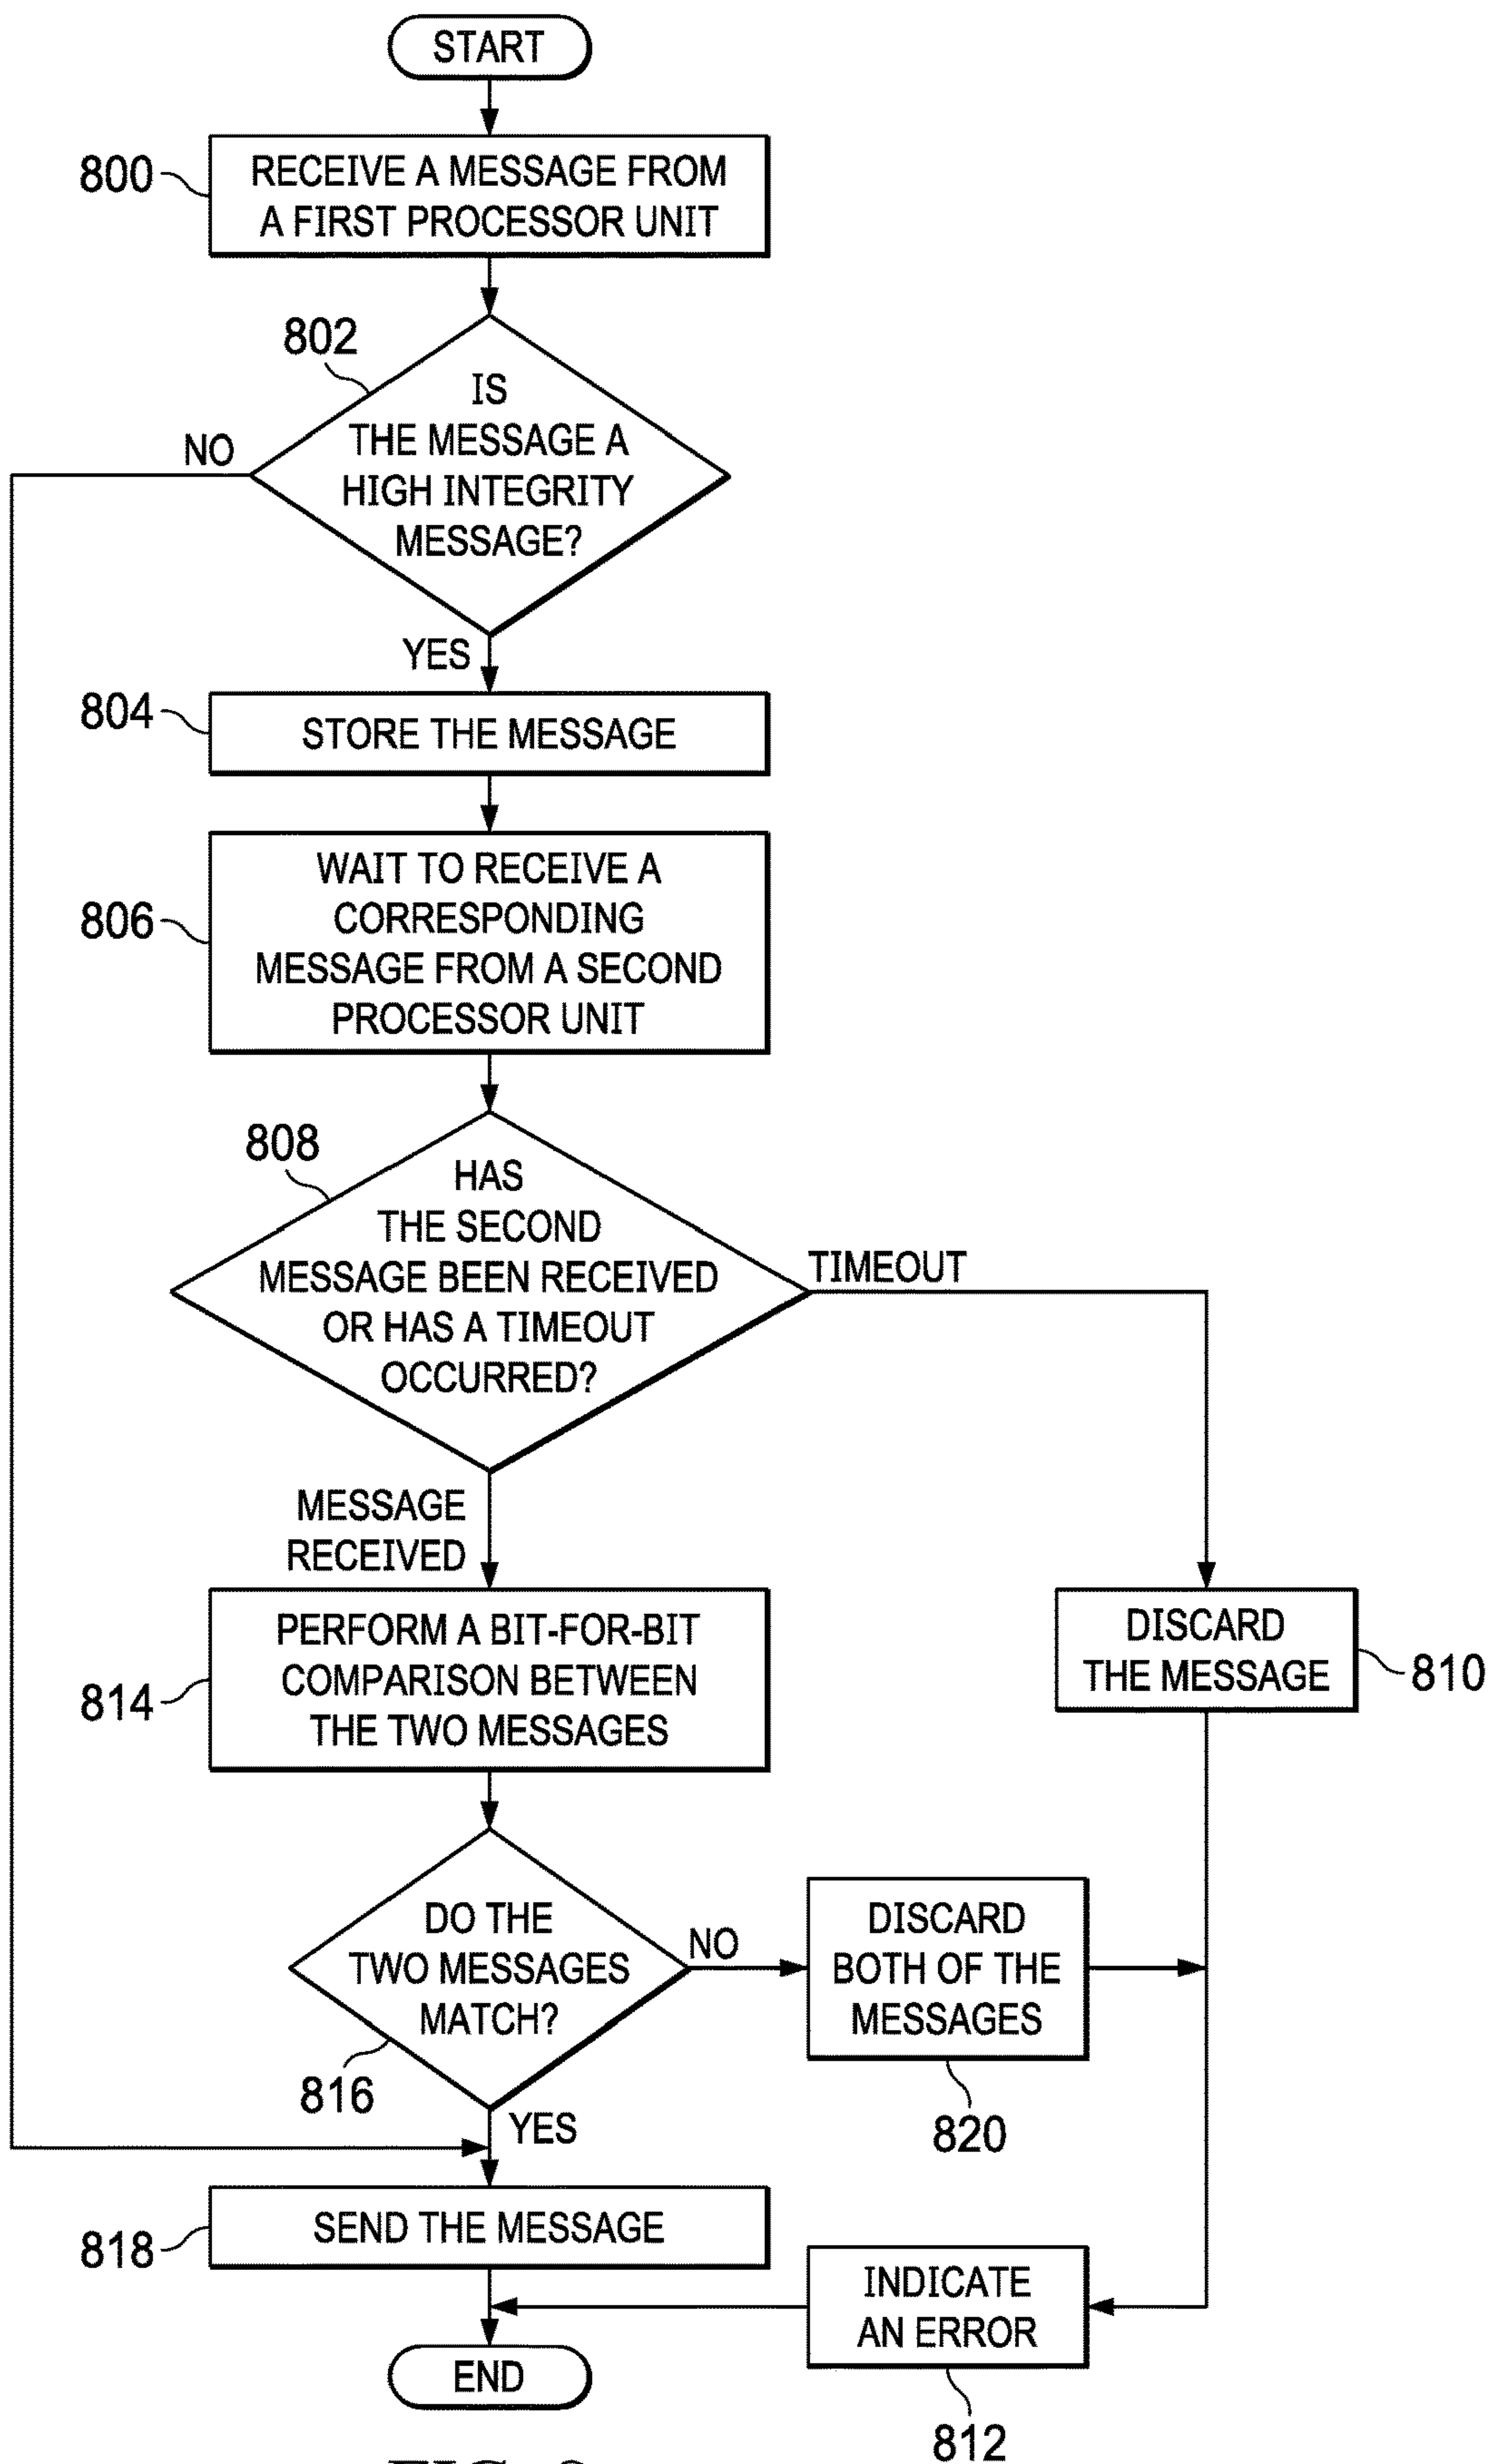 START
800
RECEIVE A MESSAGE FROM
A FIRST PROCESSOR UNIT
802
IS
THE MESSAGE A
HIGH INTEGRITY
MESSAGE?
NO
YES
804
STORE THE MESSAGE
806
WAIT TO RECEIVE A
CORRESPONDING
MESSAGE FROM A SECOND
PROCESSOR UNIT
808
HAS
THE SECOND
MESSAGE BEEN RECEIVED
OR HAS A TIMEOUT
OCCURRED?
TIMEOUT
MESSAGE
RECEIVED
814
PERFORM A BIT-FOR-BIT
COMPARISON BETWEEN
THE TWO MESSAGES
DISCARD
THE MESSAGE
810
DO THE
TWO MESSAGES
MATCH?
816
NO
DISCARD
BOTH OF THE
MESSAGES
820
YES
818
SEND THE MESSAGE
INDICATE
AN ERROR
812
END